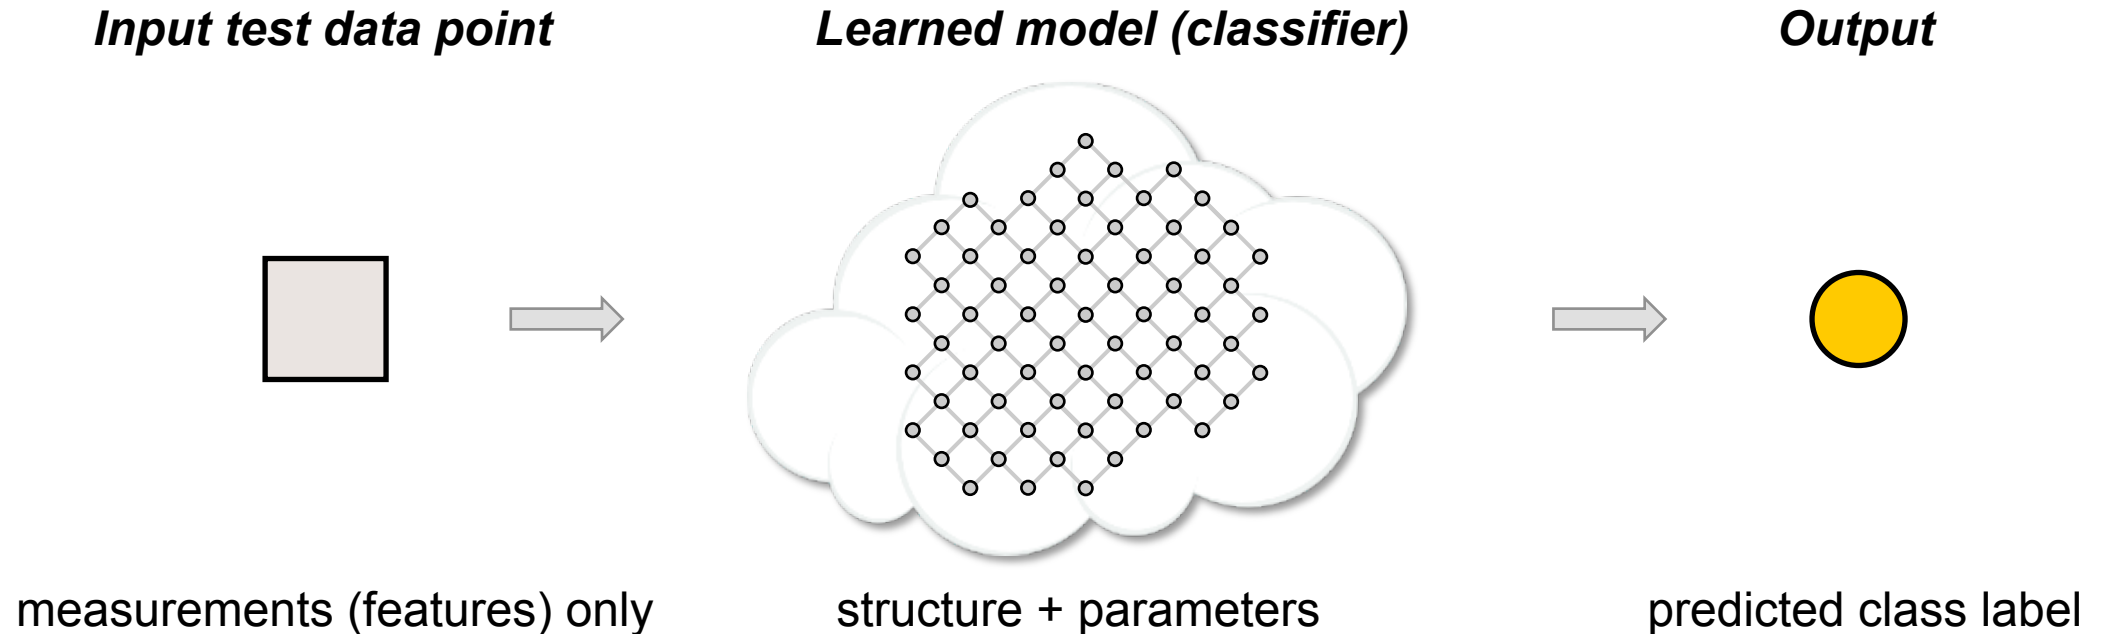 Input test data point
Learned model (classifier)
Output
measurements (features) only
structure + parameters
predicted class label